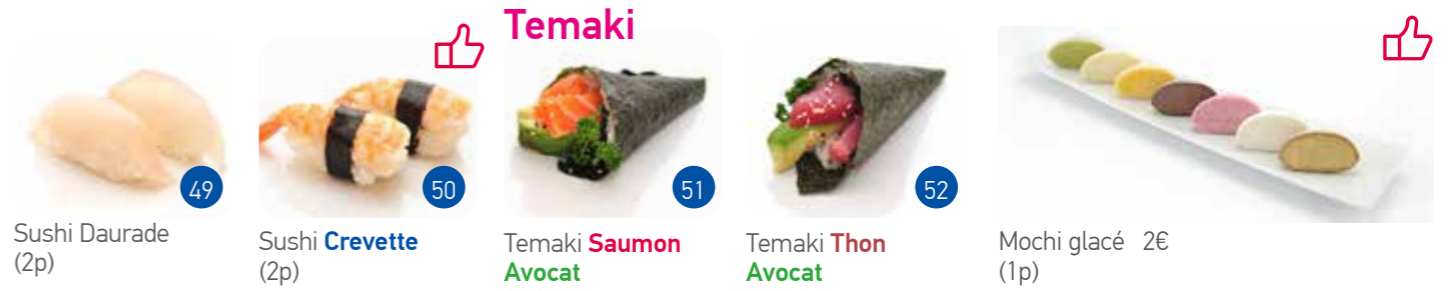 49
Sushi Daurade
(2p)
50
Sushi Crevette
(2p)
Temaki
51
Temaki Saumon
Avocat
52
Temaki Thon
Avocat
Mochi glacé 2€
(1p)